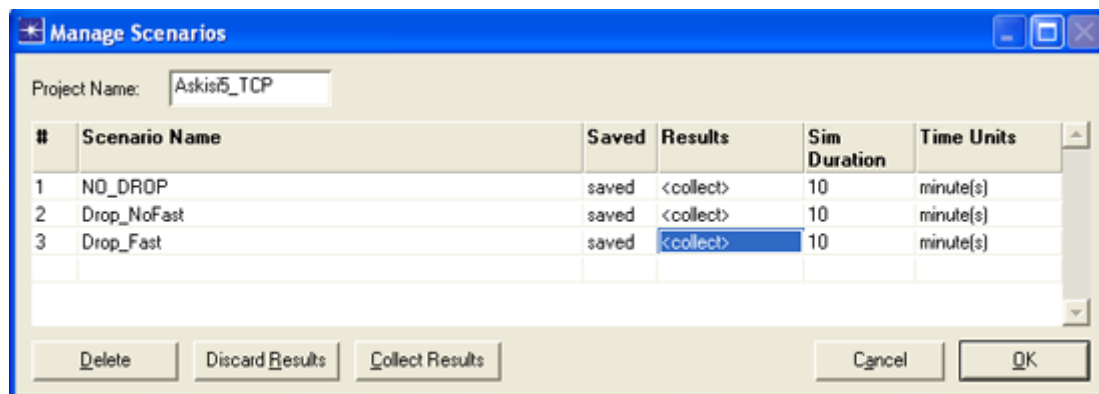 Manage Scenarios
Project Name: Askisi5_TCP
# Scenario Name Saved Results Sim Duration Time Units
1 NO_DROP saved <collect> 10 minute(s)
2 Drop_NoFast saved <collect> 10 minute(s)
3 Drop_Fast saved <collect> 10 minute(s)
Delete Discard Results Collect Results Cancel OK